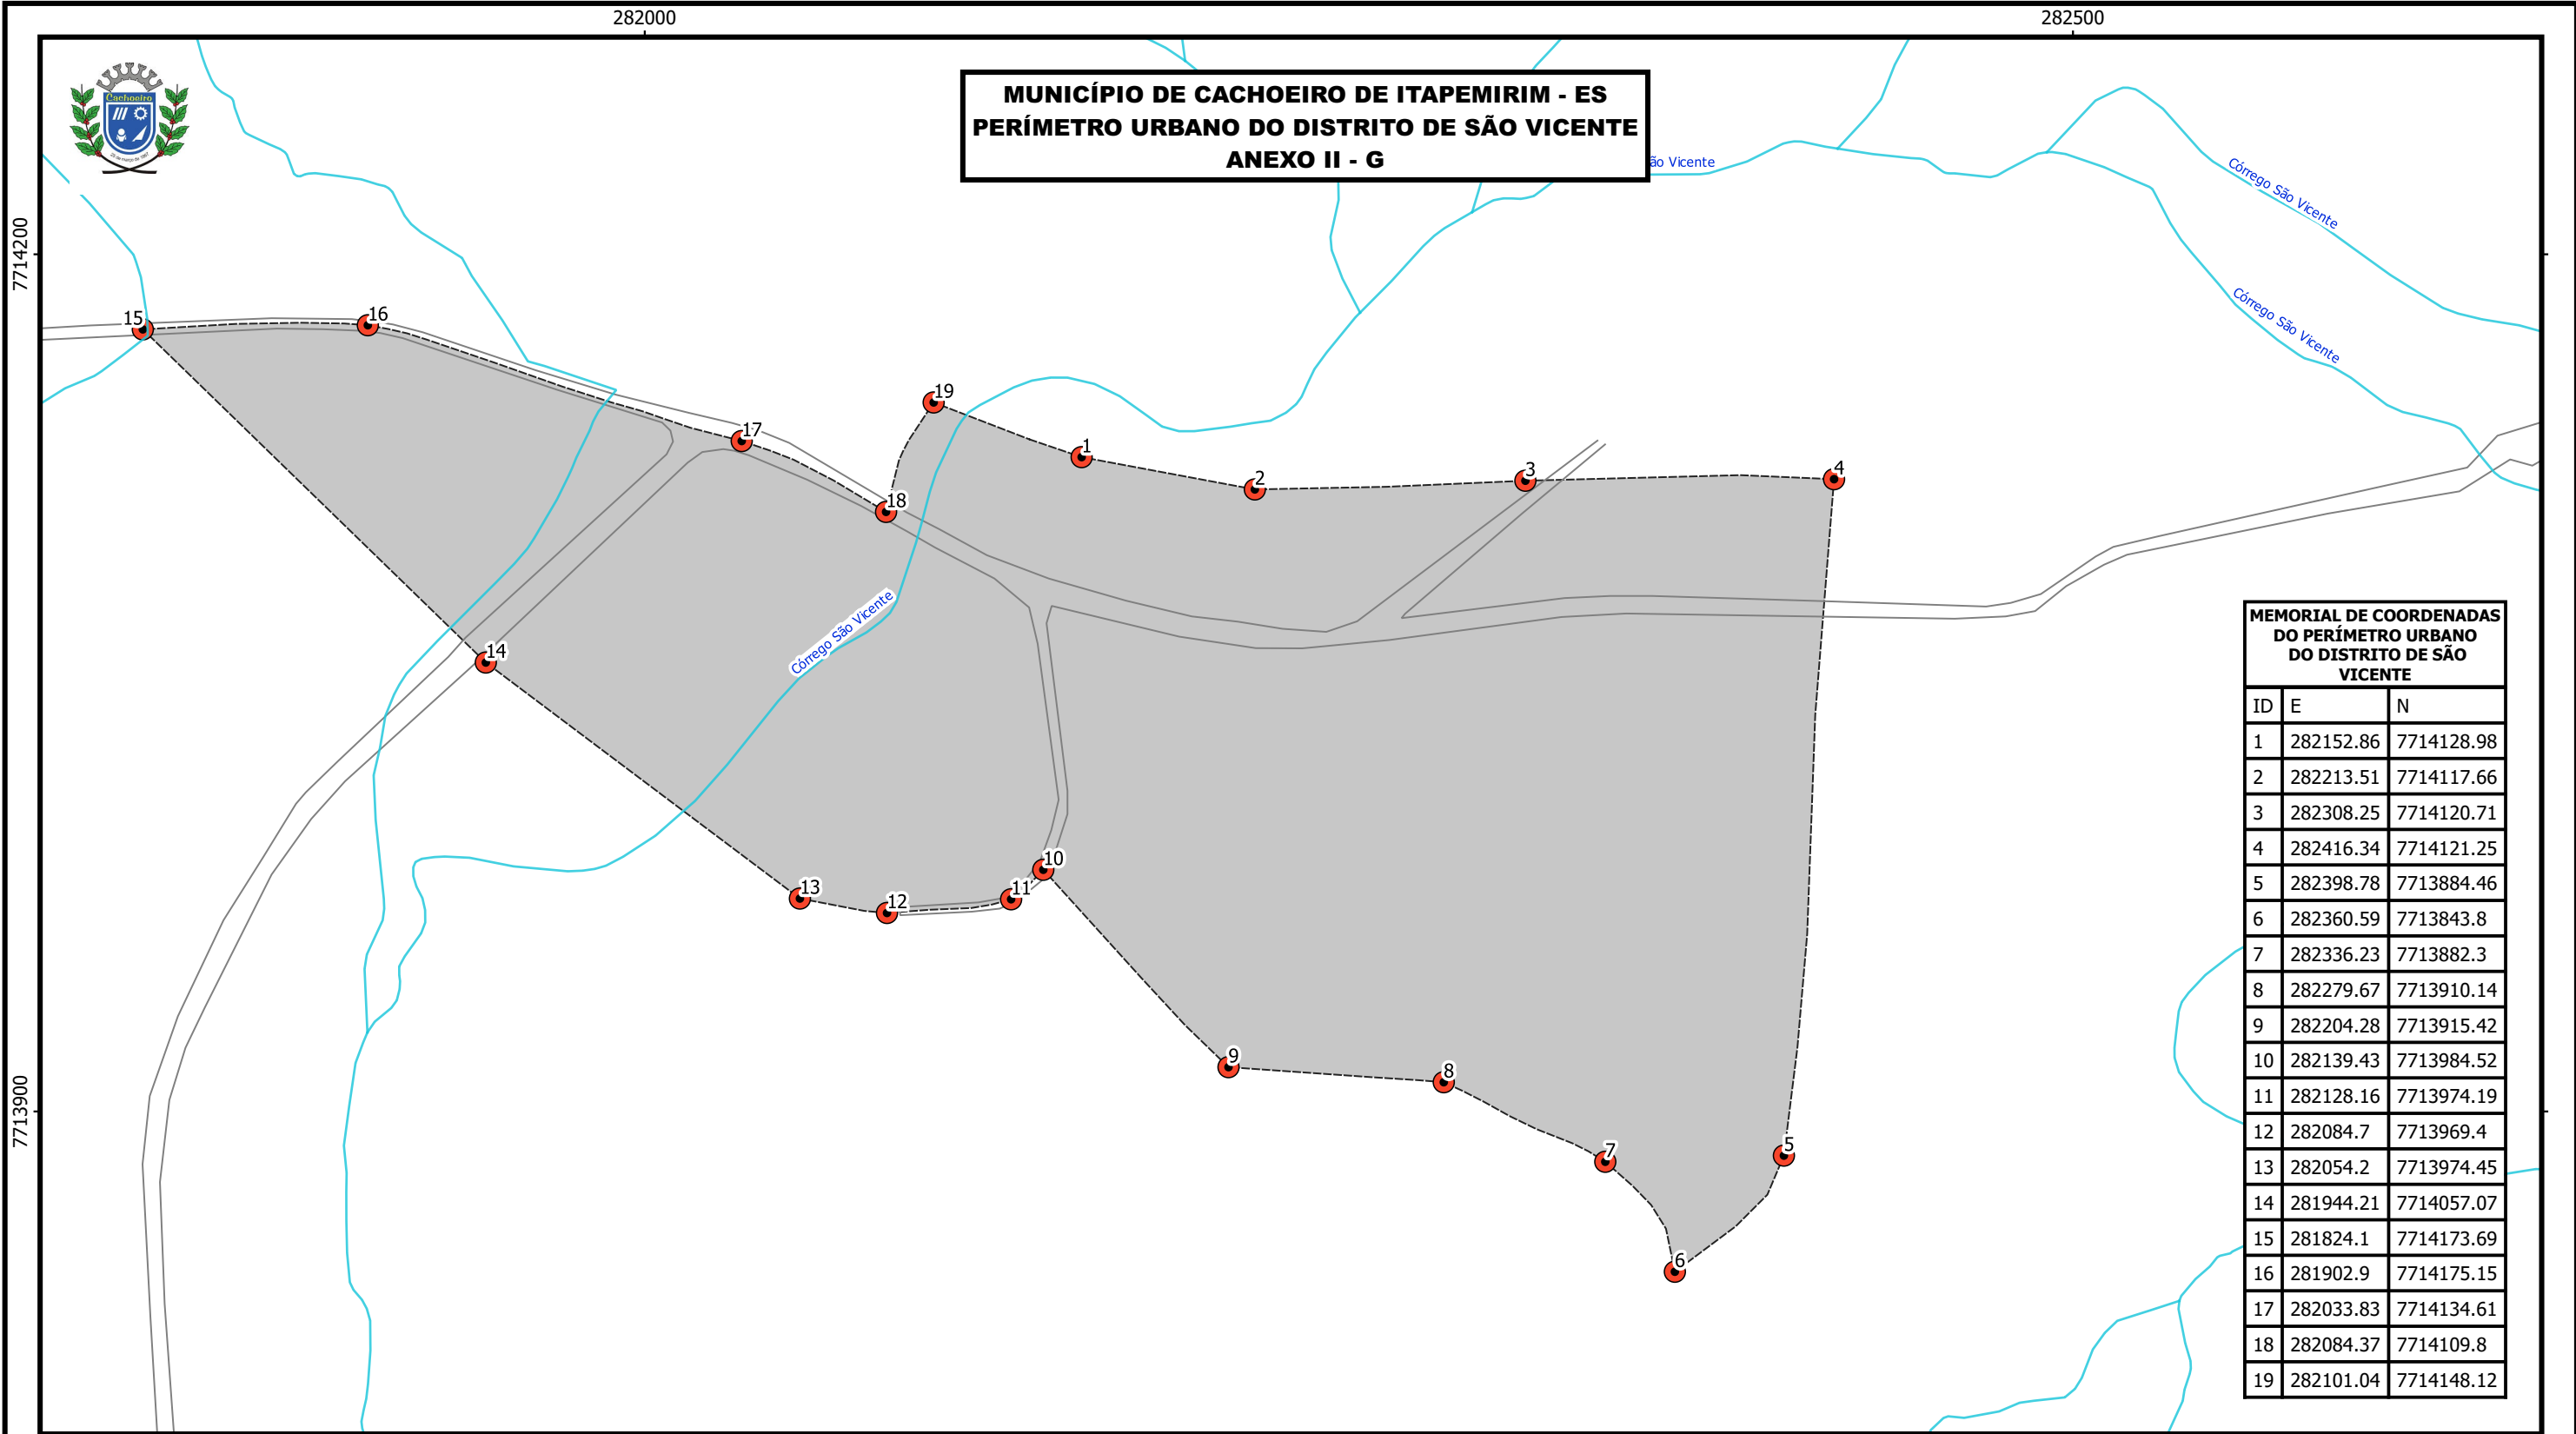 282000
282500
Cachoeiro
MUNICÍPIO DE CACHOEIRO DE ITAPEMIRIM - ES
PERÍMETRO URBANO DO DISTRITO DE SÃO VICENTE
ANEXO II - G
ão Vicente
Córrego São Vicente
Córrego São Vicente
7714200
15
16
17
18
19
1
2
3
4
Córrego São Vicente
14
13
12
11
10
9
8
7
6
5
7713900
MEMORIAL DE COORDENADAS
DO PERÍMETRO URBANO
DO DISTRITO DE SÃO
VICENTE
ID E N
1 282152.86 7714128.98
2 282213.51 7714117.66
3 282308.25 7714120.71
4 282416.34 7714121.25
5 282398.78 7713884.46
6 282360.59 7713843.8
7 282336.23 7713882.3
8 282279.67 7713910.14
9 282204.28 7713915.42
10 282139.43 7713984.52
11 282128.16 7713974.19
12 282084.7 7713969.4
13 282054.2 7713974.45
14 281944.21 7714057.07
15 281824.1 7714173.69
16 281902.9 7714175.15
17 282033.83 7714134.61
18 282084.37 7714109.8
19 282101.04 7714148.12